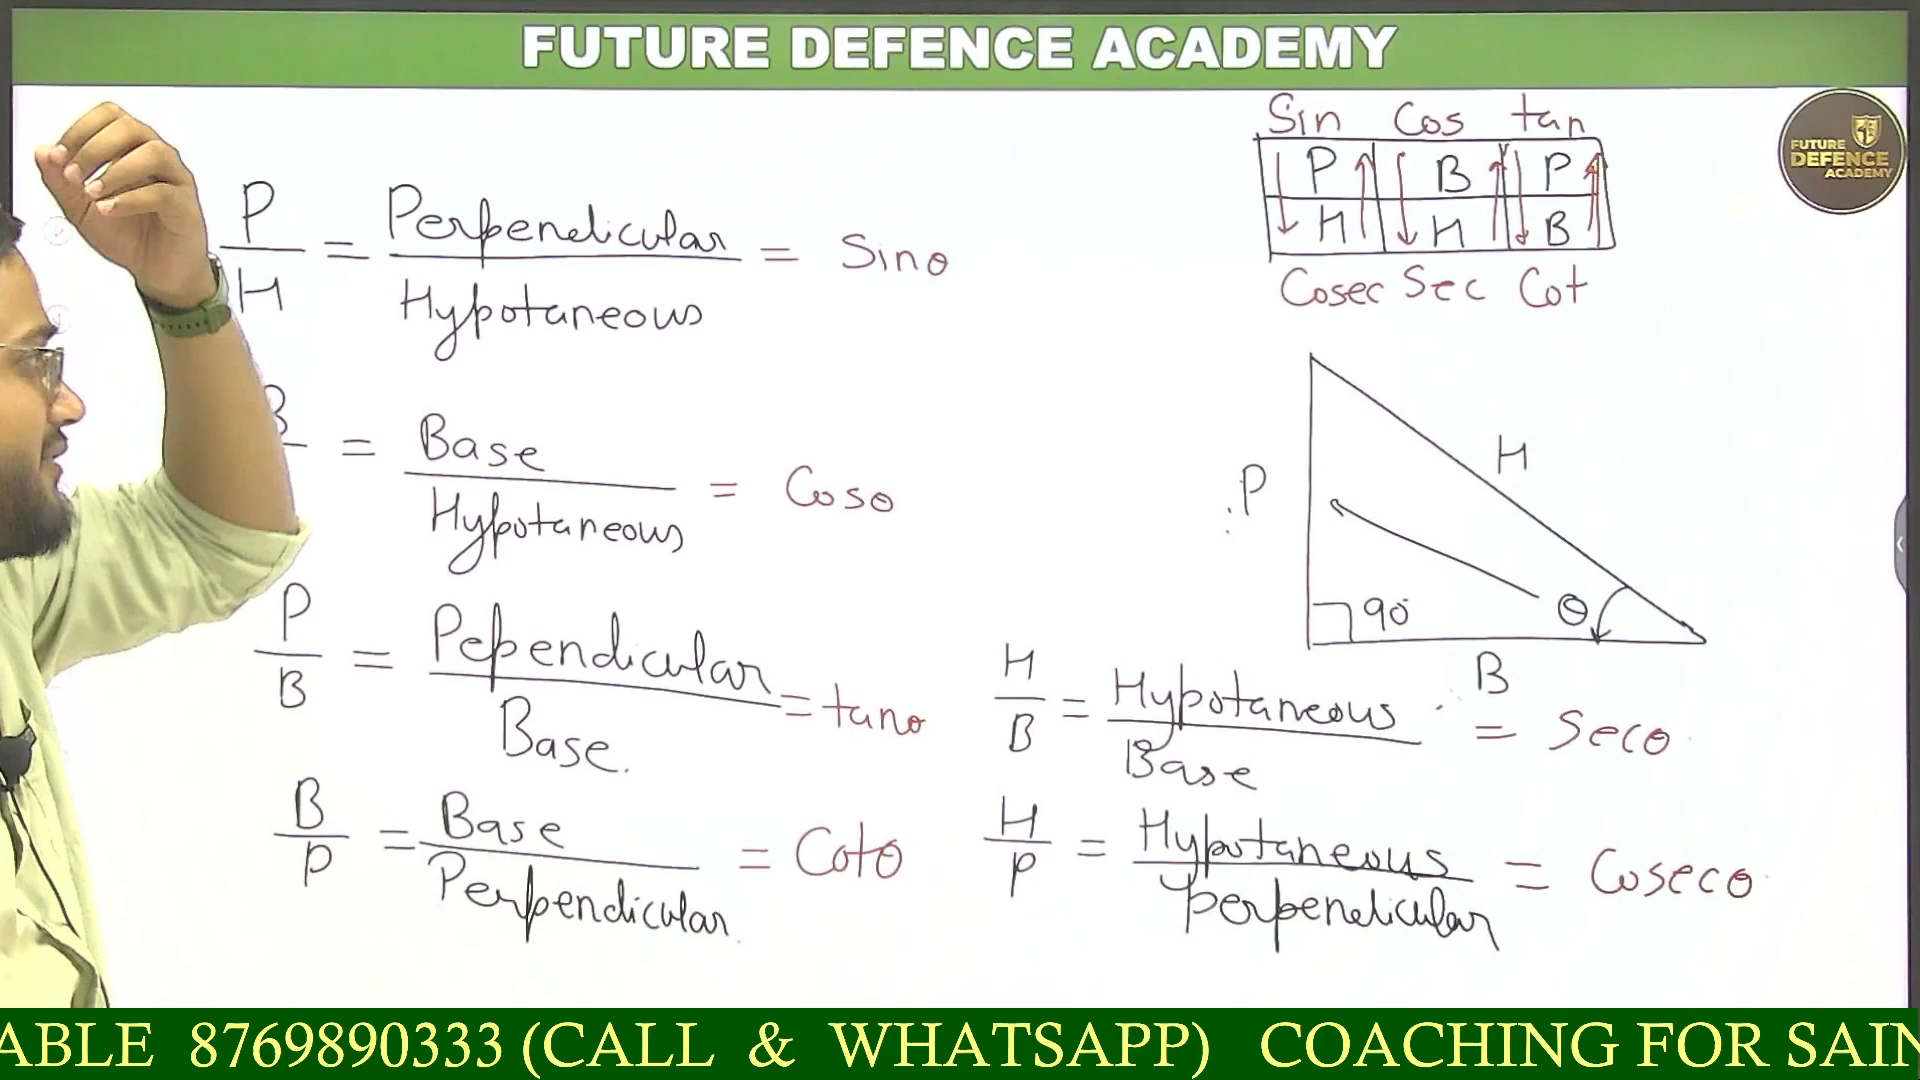 FUTURE DEFENCE ACADEMY
Sin Cos tan
P B P
H H B
Cosec Sec Cot
FUTURE
DEFENCE
ACADEMY
P/H = Perpendicular/Hypotaneous = Sinθ
B = Base/Hypotaneous = Cosθ
P/B = Pependicular/Base. = tanθ
B/P = Base/Perpendicular = Cotθ
P
H
90°
θ
B
H/B = Hypotaneous/Base = Secθ
H/P = Hypotaneous/perpendicular = Cosecθ
ABLE 8769890333 (CALL & WHATSAPP) COACHING FOR SAIN